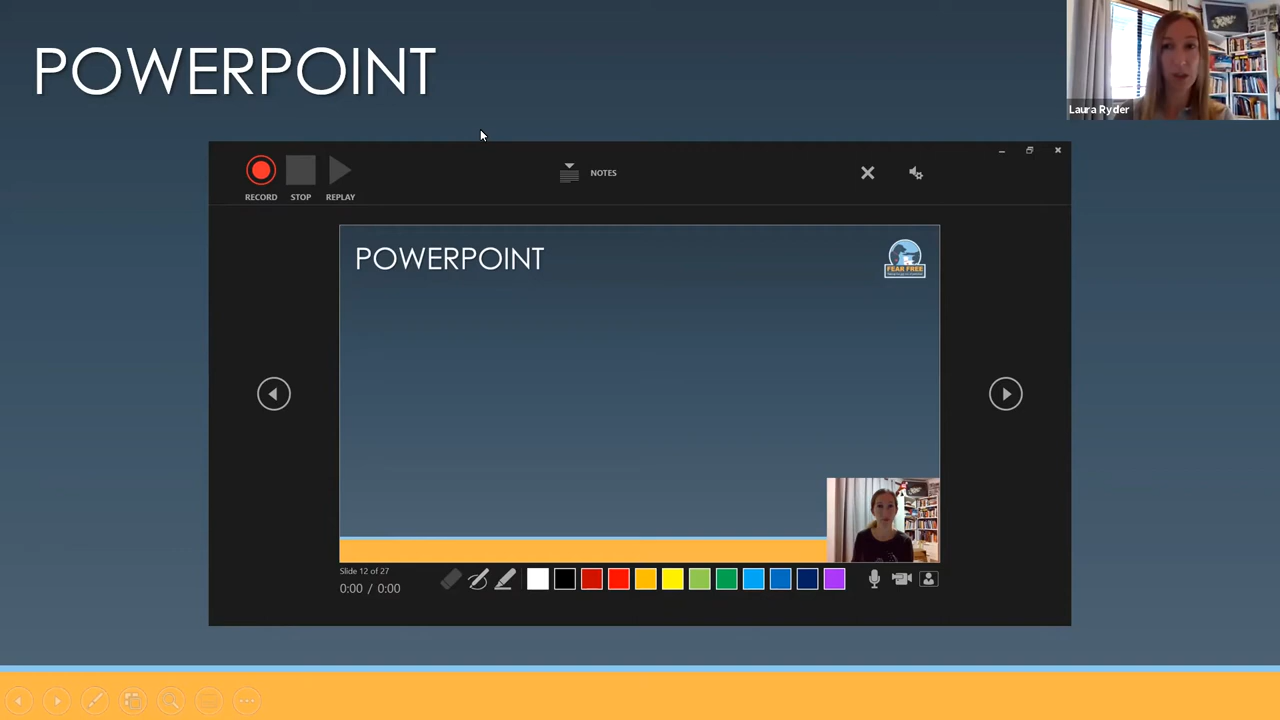 POWERPOINT
Laura Ryder
RECORD STOP REPLAY
NOTES
POWERPOINT
FEAR FREE
Slide 12 of 27
0:00 / 0:00